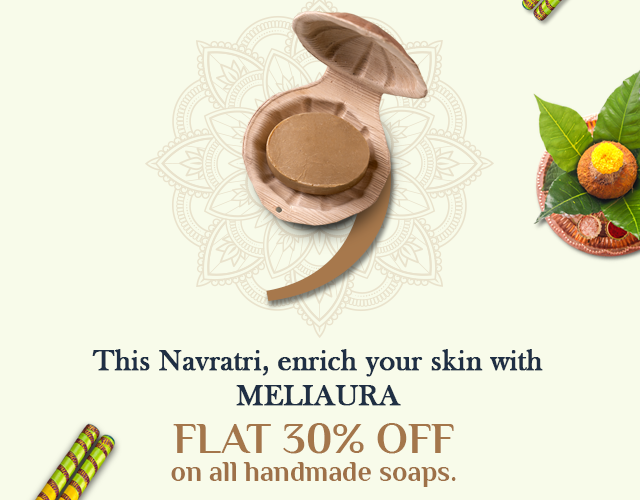 This Navratri, enrich your skin with
MELIAURA
FLAT 30% OFF
on all handmade soaps.